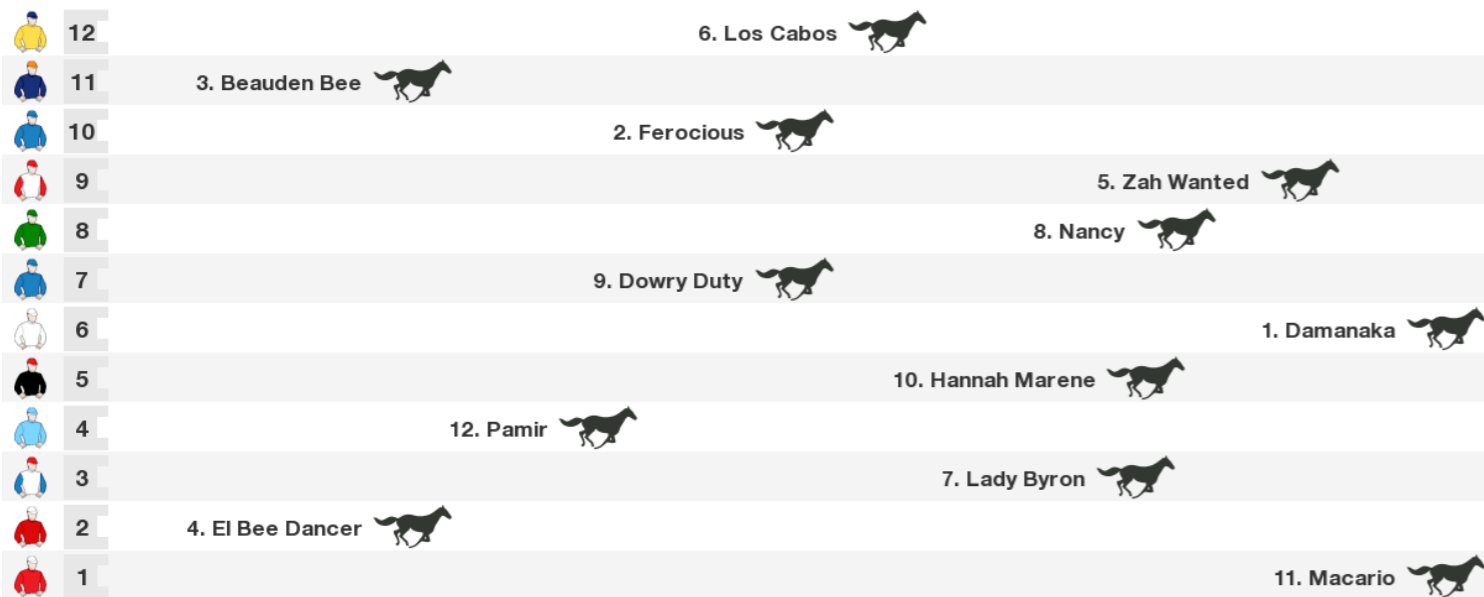 12 6. Los Cabos
11 3. Beauden Bee
10 2. Ferocious
9 5. Zah Wanted
8 8. Nancy
7 9. Dowry Duty
6 1. Damanaka
5 10. Hannah Marene
4 12. Pamir
3 7. Lady Byron
2 4. El Bee Dancer
1 11. Macario